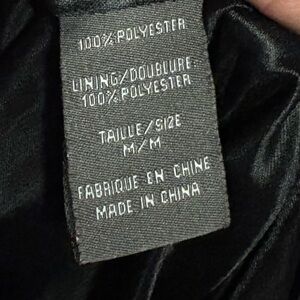 100% POLYESTER
LINING/DOUBLURE:
100% POLYESTER
TAILLE/SIZE
M/M
FABRIQUE EN CHINE
MADE IN CHINA